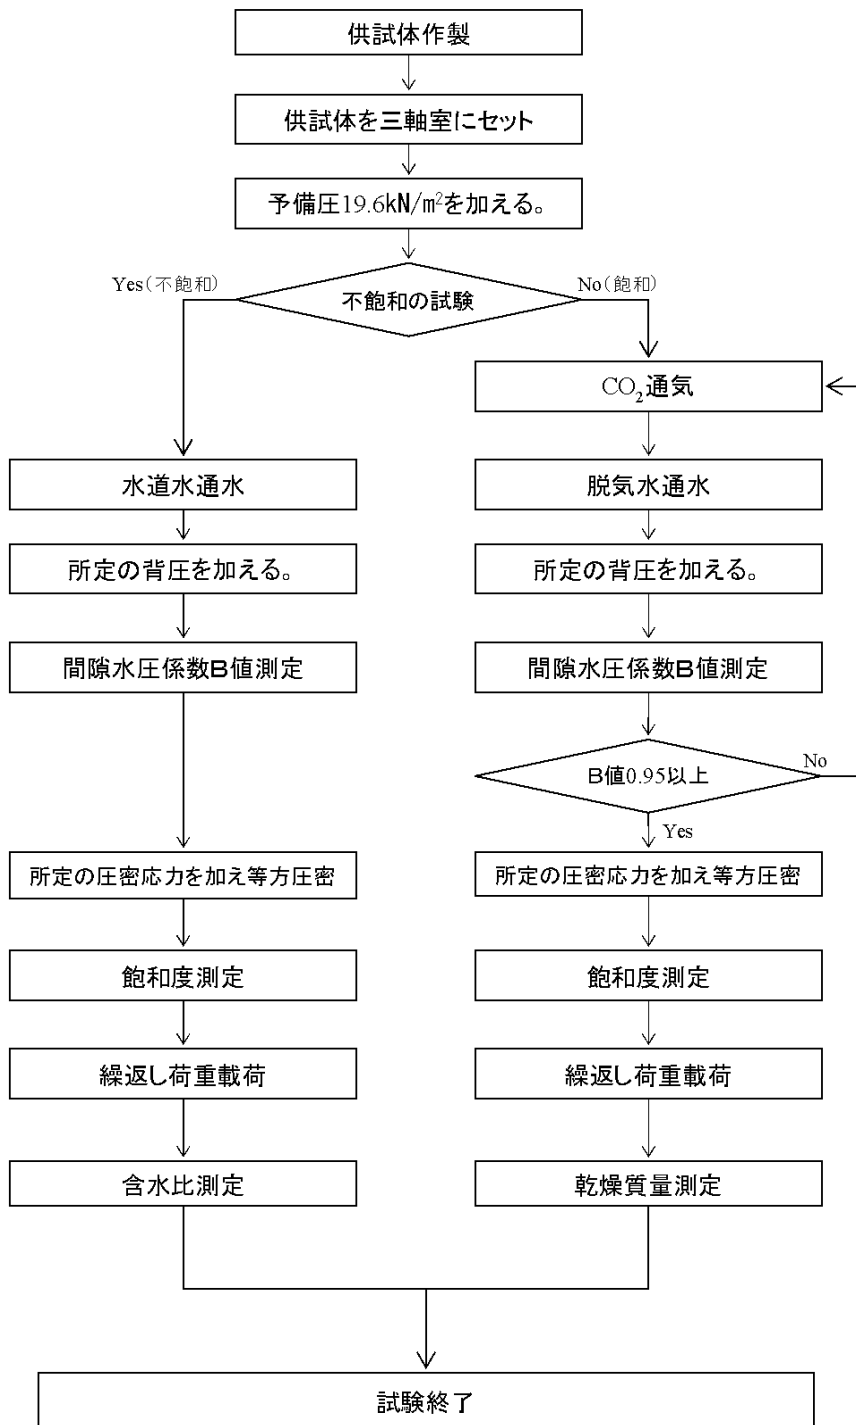 供試体作製
供試体を三軸室にセット
予備圧19.6kN/m²を加える。
Yes(不飽和)
No(飽和)
不飽和の試験
CO₂通気
水道水通水
脱気水通水
所定の背圧を加える。
所定の背圧を加える。
間隙水圧係数B値測定
間隙水圧係数B値測定
B値0.95以上
No
Yes
所定の圧密応力を加え等方圧密
所定の圧密応力を加え等方圧密
飽和度測定
飽和度測定
繰返し荷重載荷
繰返し荷重載荷
含水比測定
乾燥質量測定
試験終了